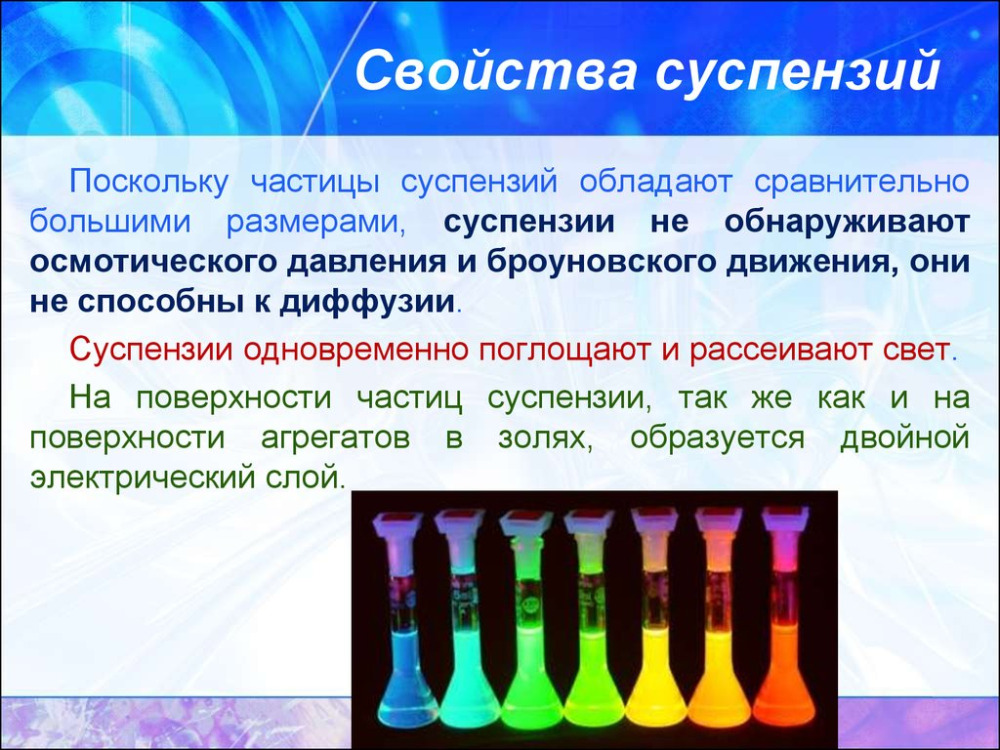 Свойства суспензий
Поскольку частицы суспензий обладают сравнительно
большими размерами, суспензии не обнаруживают
осмотического давления и броуновского движения, они
не способны к диффузии.
Суспензии одновременно поглощают и рассеивают свет.
На поверхности частиц суспензии, так же как и на
поверхности агрегатов в золях, образуется двойной
электрический слой.